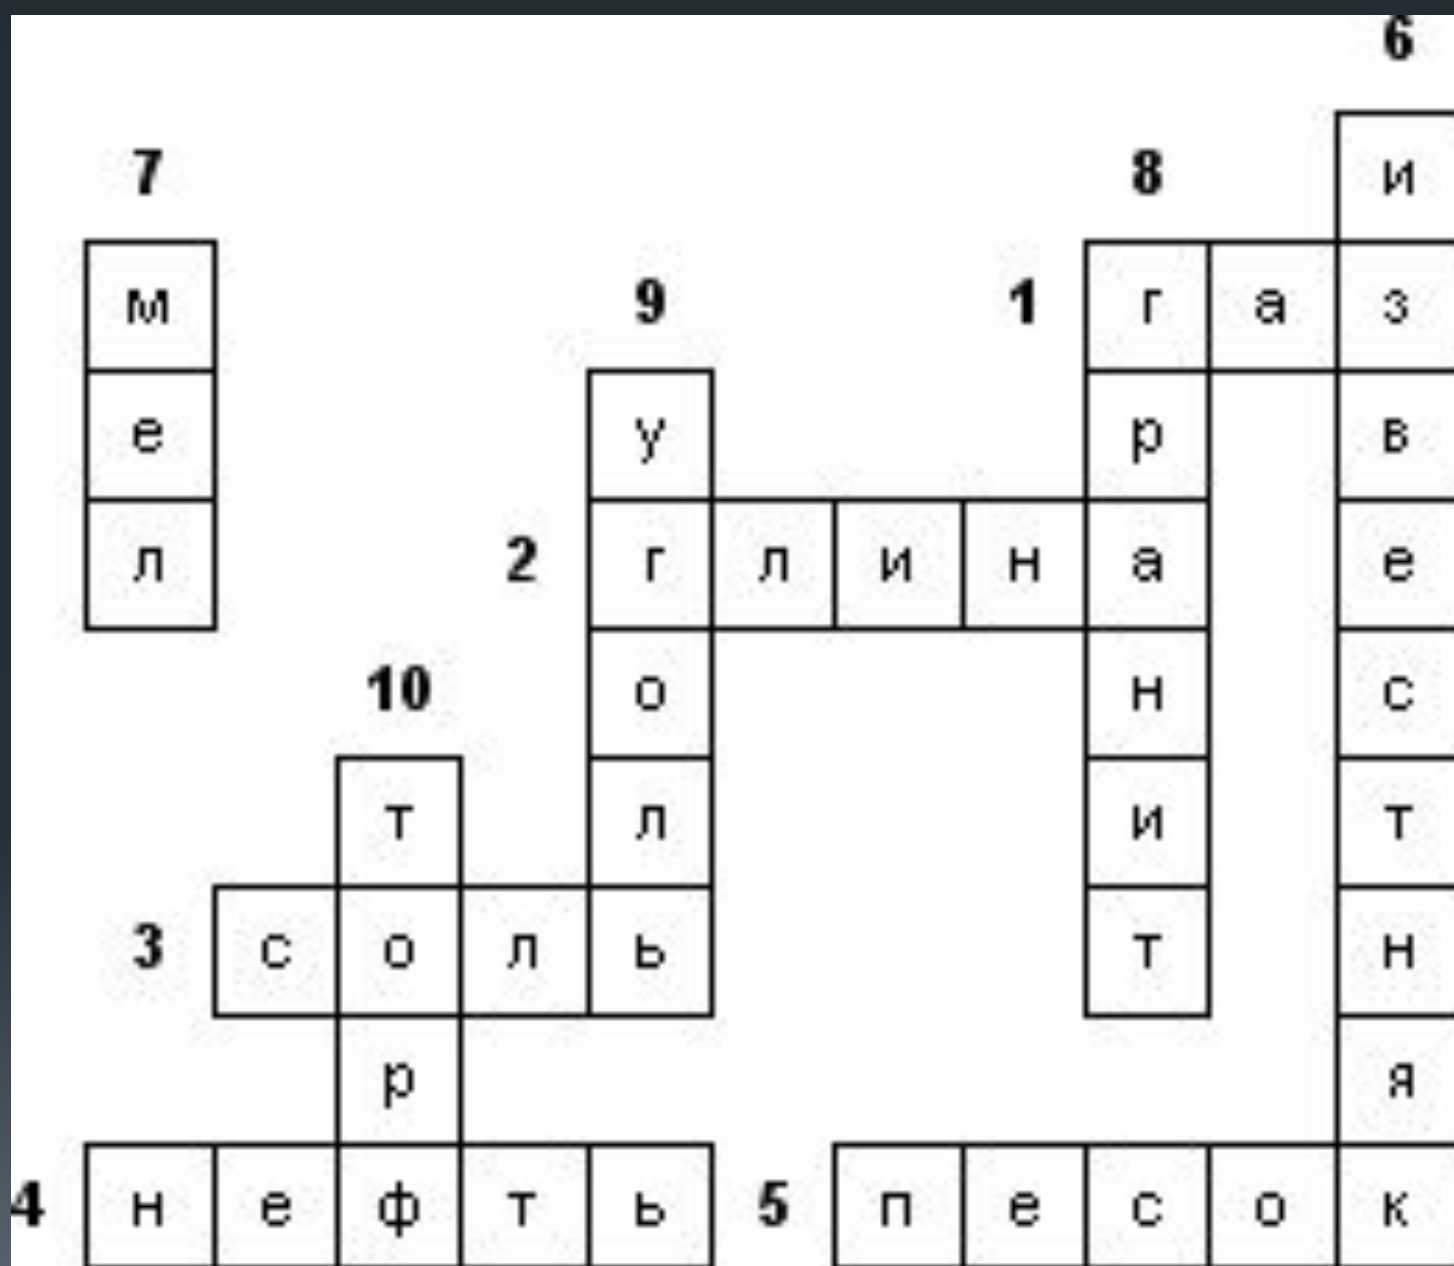 6
7 8 и
м 9 1 г а з
е у р в
л 2 г л и н а е
10 о н с
т л и т
3 с о л ь т н
р я
4 н е ф т ь 5 п е с о к